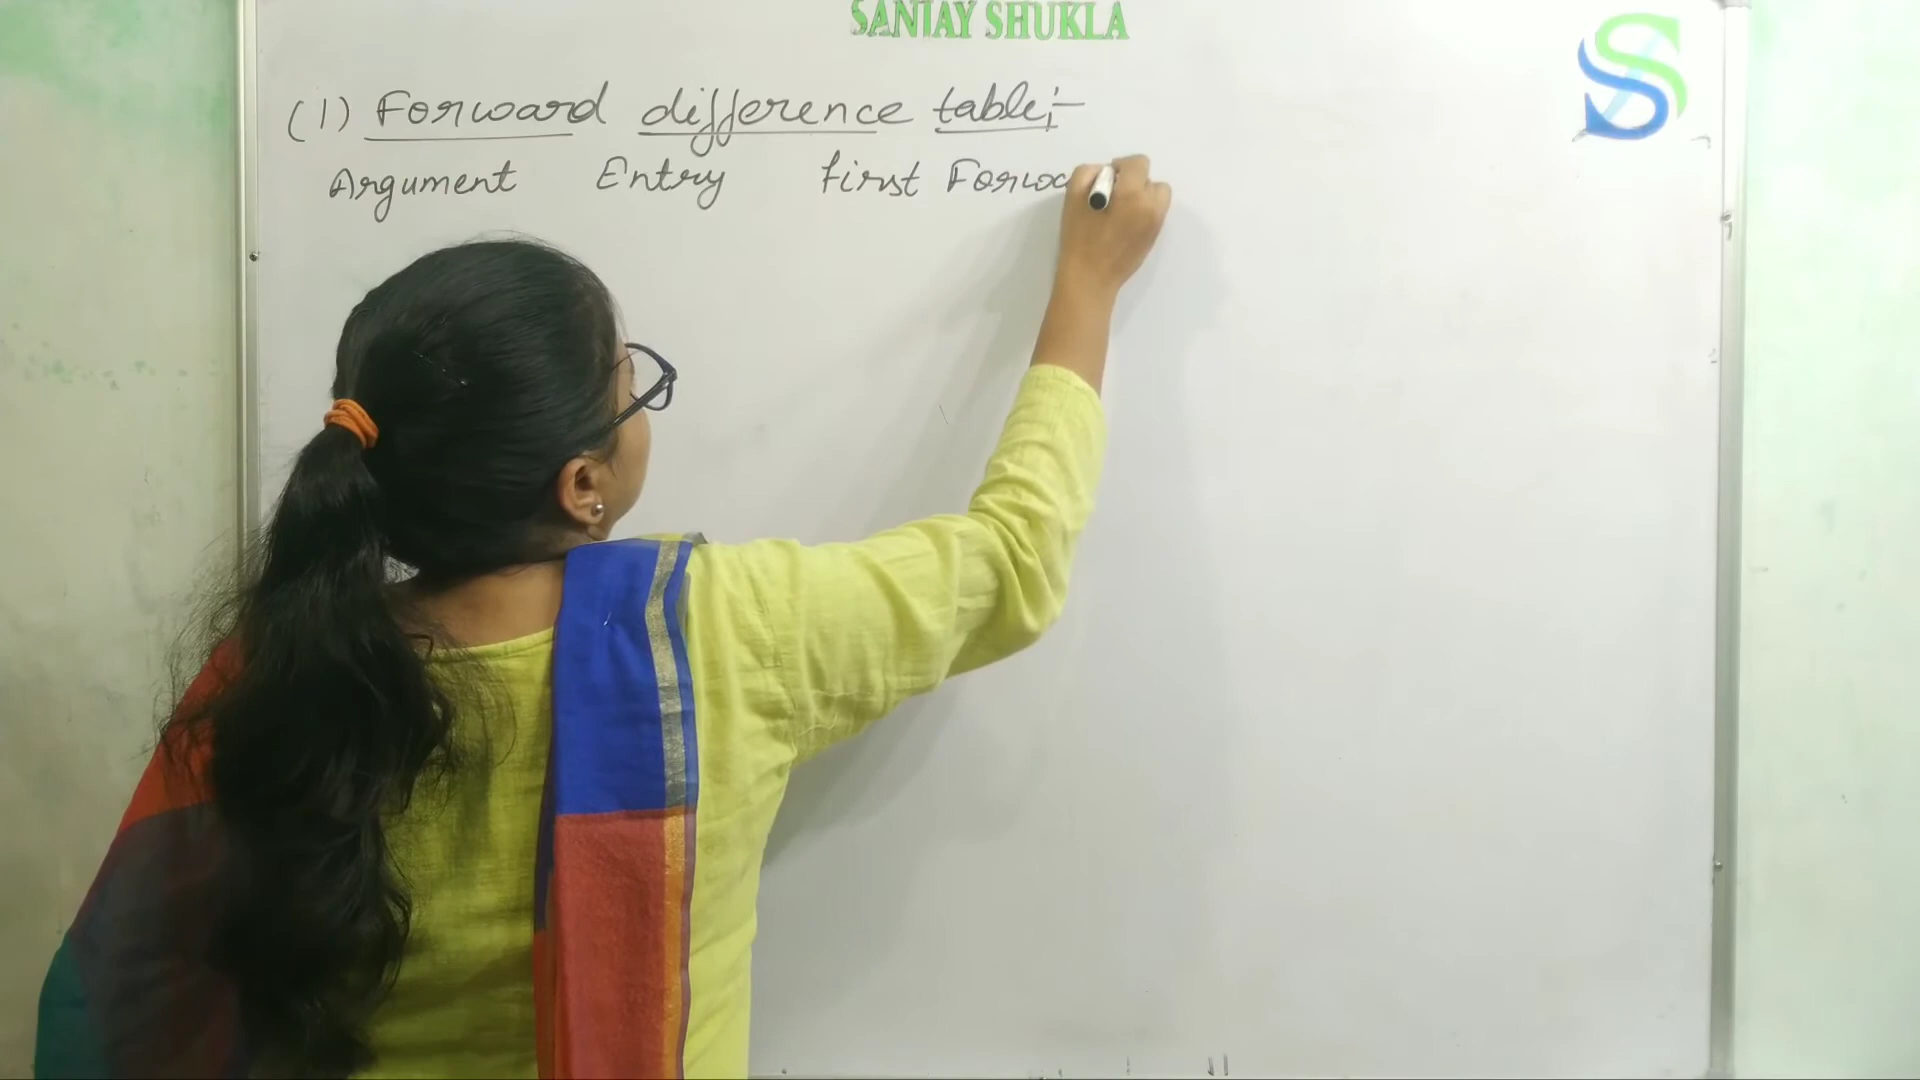 SANJAY SHUKLA
(1) Forward difference table:-
Argument Entry first